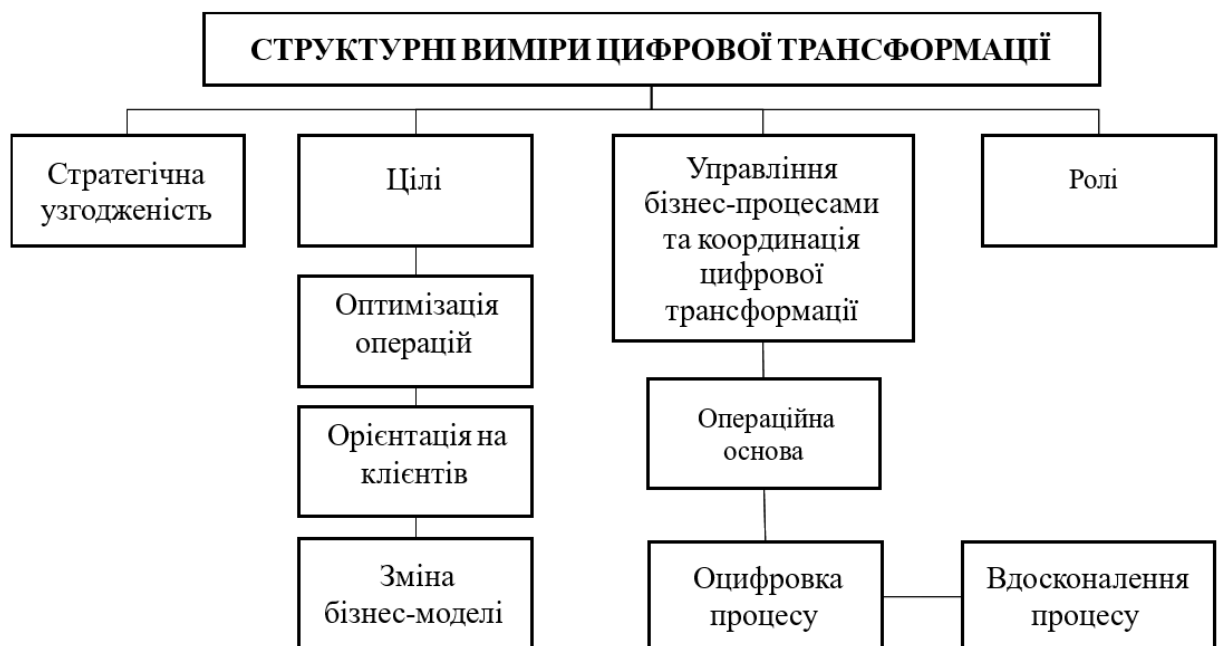 СТРУКТУРНІ ВИМІРИ ЦИФРОВОЇ ТРАНСФОРМАЦІЇ
Стратегічна
узгодженість
Цілі
Управління
бізнес-процесами
та координація
цифрової
трансформації
Ролі
Оптимізація
операцій
Орієнтація на
клієнтів
Зміна
бізнес-моделі
Операційна
основа
Оцифровка
процесу
Вдосконалення
процесу